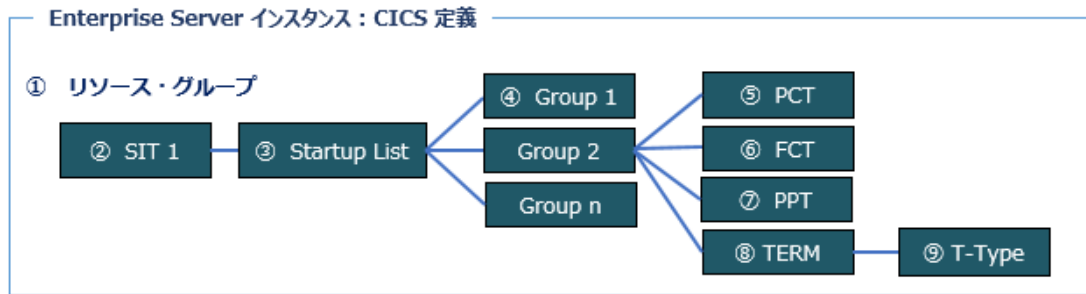 Enterprise Server インスタンス：CICS 定義
① リソース・グループ
② SIT 1
③ Startup List
④ Group 1
Group 2
Group n
⑤ PCT
⑥ FCT
⑦ PPT
⑧ TERM
⑨ T-Type